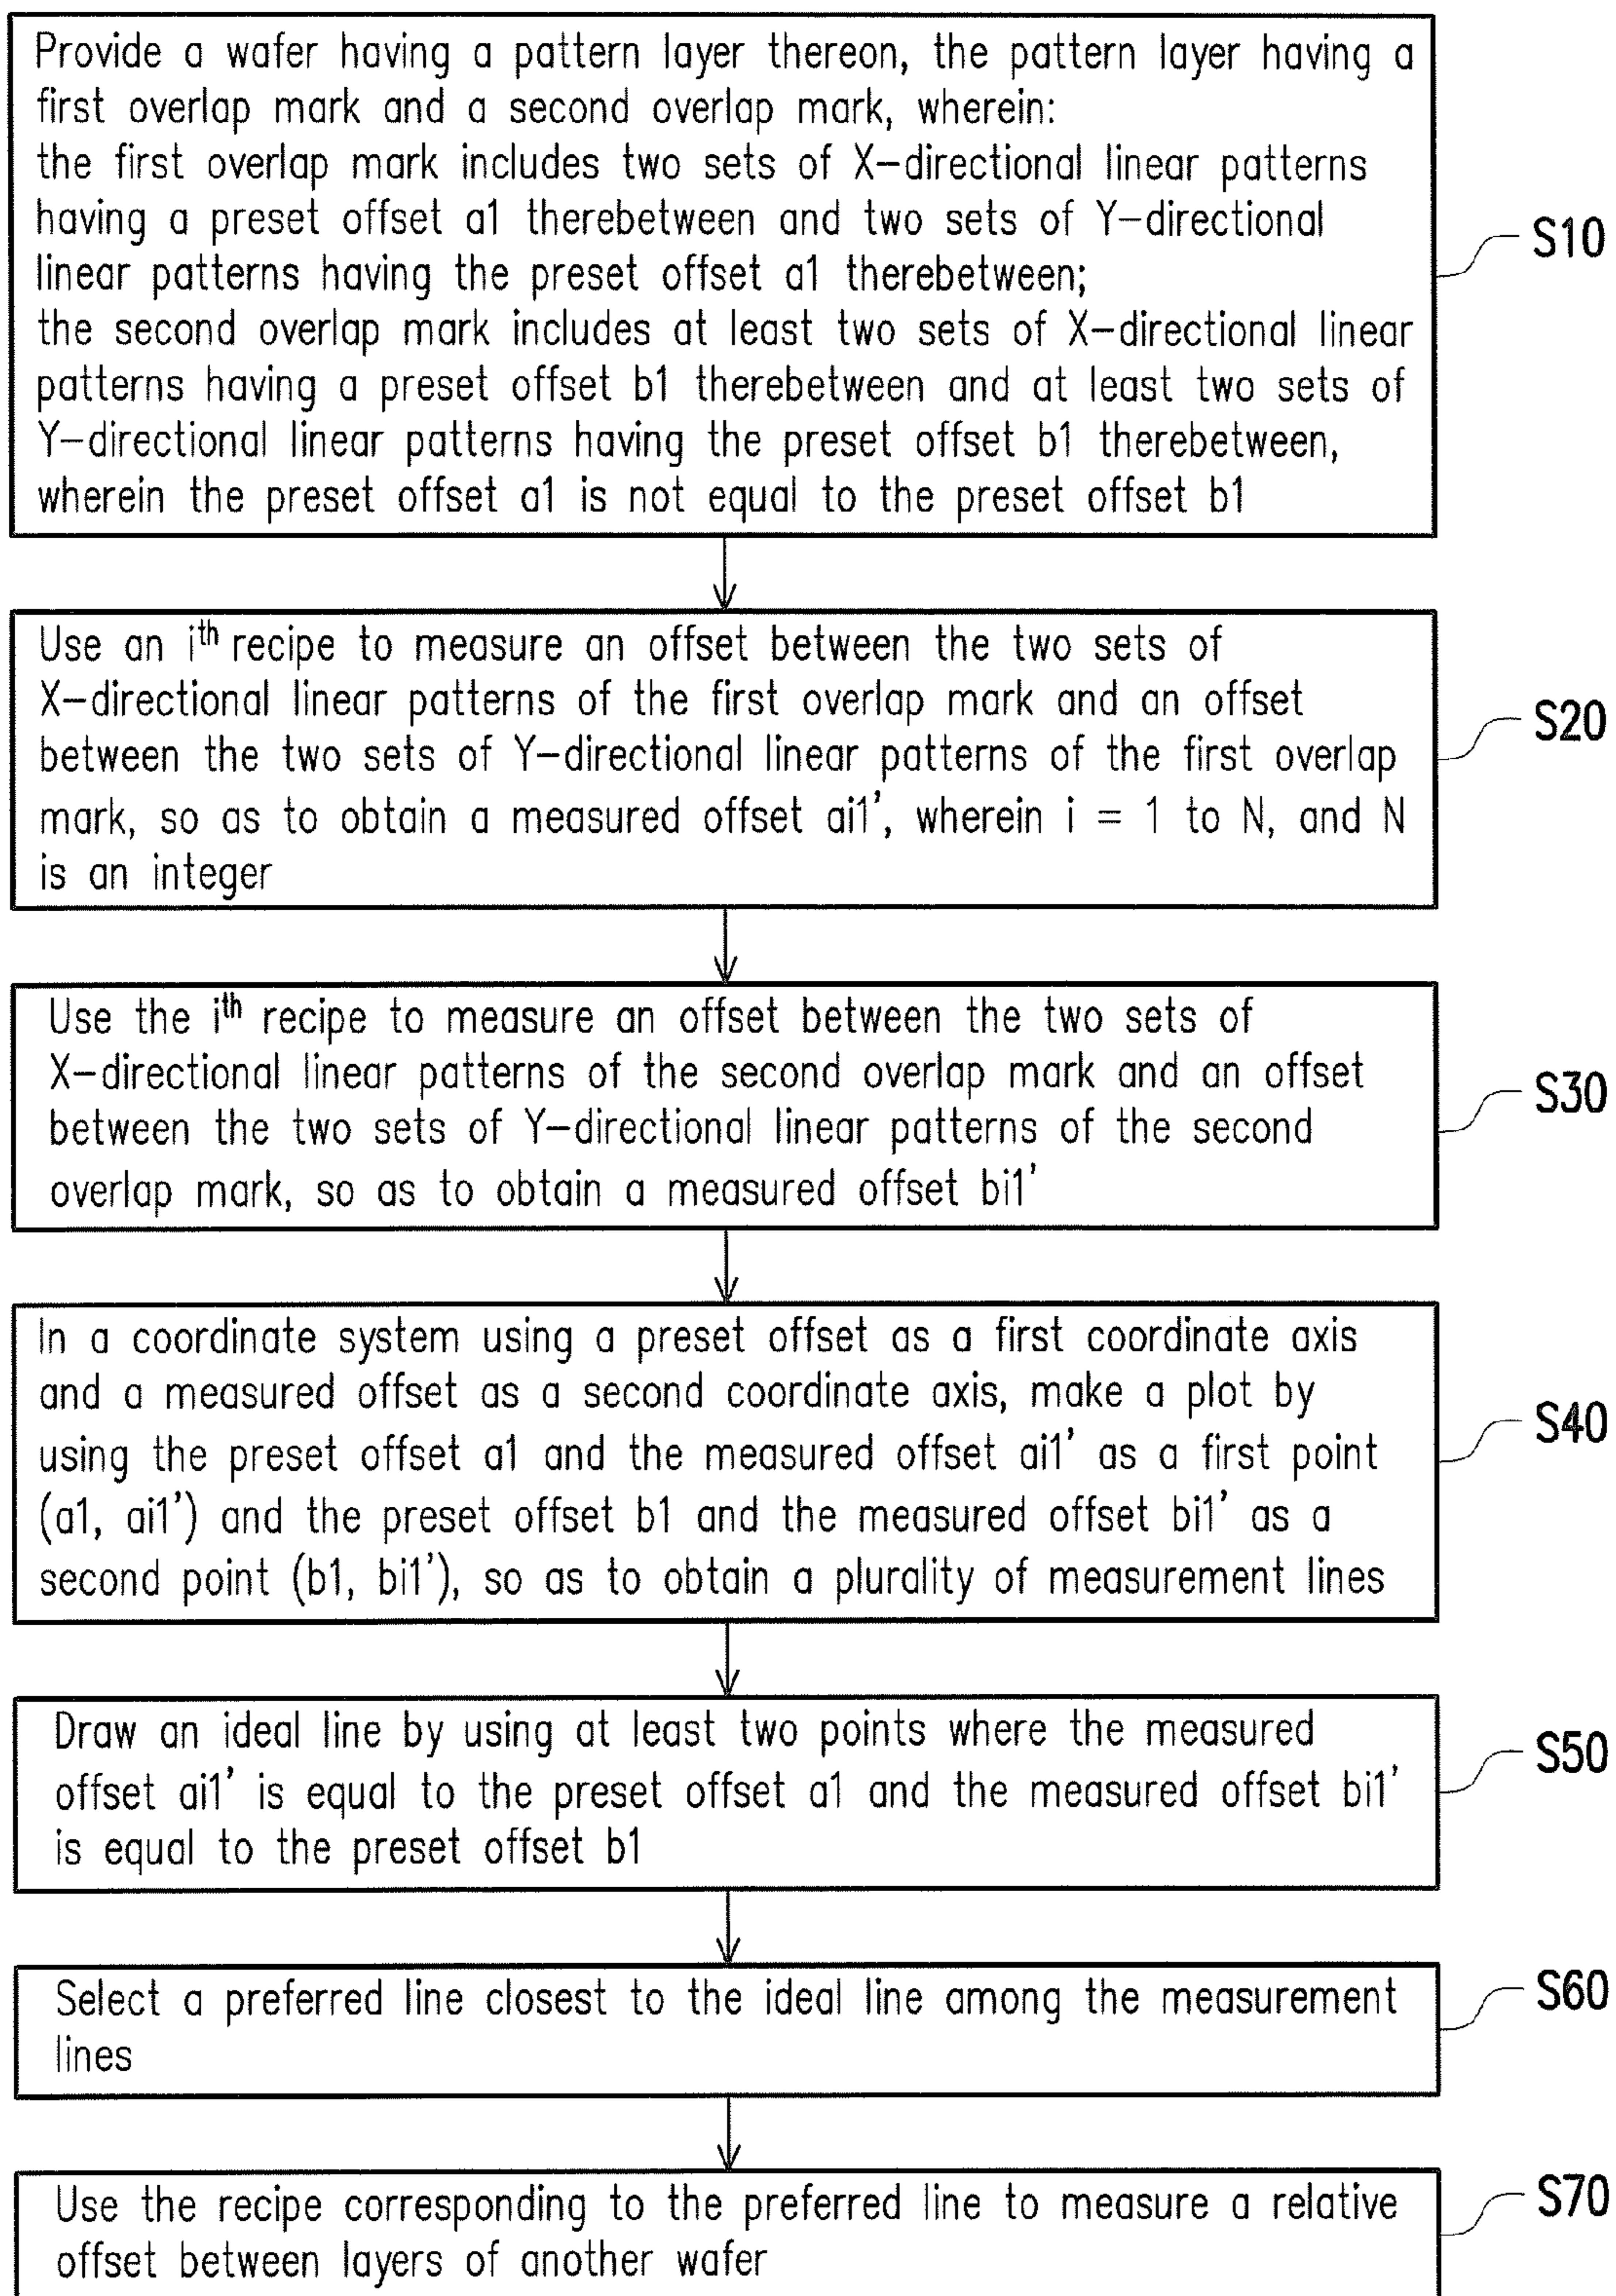 Provide a wafer having a pattern layer thereon, the pattern layer having a
first overlap mark and a second overlap mark, wherein:
the first overlap mark includes two sets of X-directional linear patterns
having a preset offset a1 therebetween and two sets of Y-directional
linear patterns having the preset offset a1 therebetween;
the second overlap mark includes at least two sets of X-directional linear
patterns having a preset offset b1 therebetween and at least two sets of
Y-directional linear patterns having the preset offset b1 therebetween,
wherein the preset offset a1 is not equal to the preset offset b1
S10
Use an ith recipe to measure an offset between the two sets of
X-directional linear patterns of the first overlap mark and an offset
between the two sets of Y-directional linear patterns of the first overlap
mark, so as to obtain a measured offset ai1', wherein i = 1 to N, and N
is an integer
S20
Use the ith recipe to measure an offset between the two sets of
X-directional linear patterns of the second overlap mark and an offset
between the two sets of Y-directional linear patterns of the second
overlap mark, so as to obtain a measured offset bi1'
S30
In a coordinate system using a preset offset as a first coordinate axis
and a measured offset as a second coordinate axis, make a plot by
using the preset offset a1 and the measured offset ai1' as a first point
(a1, ai1') and the preset offset b1 and the measured offset bi1' as a
second point (b1, bi1'), so as to obtain a plurality of measurement lines
S40
Draw an ideal line by using at least two points where the measured
offset ai1' is equal to the preset offset a1 and the measured offset bi1'
is equal to the preset offset b1
S50
Select a preferred line closest to the ideal line among the measurement
lines
S60
Use the recipe corresponding to the preferred line to measure a relative
offset between layers of another wafer
S70